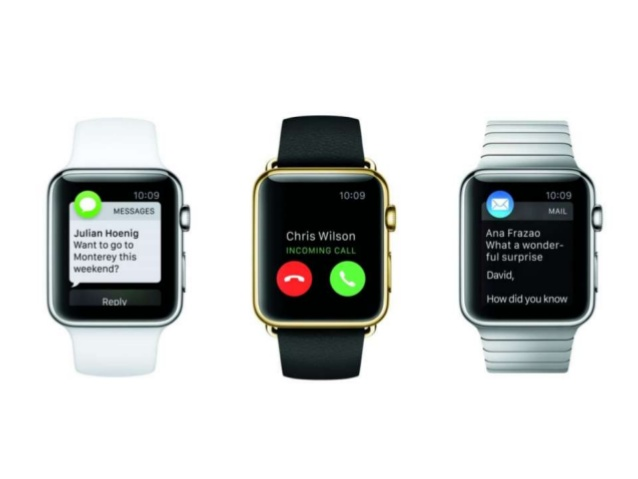 10:09
MESSAGES
Julian Hoenig
Want to go to
Monterey this
weekend?
Reply
10:09
Chris Wilson
INCOMING CALL
10:09
MAIL
Ana Frazao
What a wonder-
ful surprise
David,
How did you know